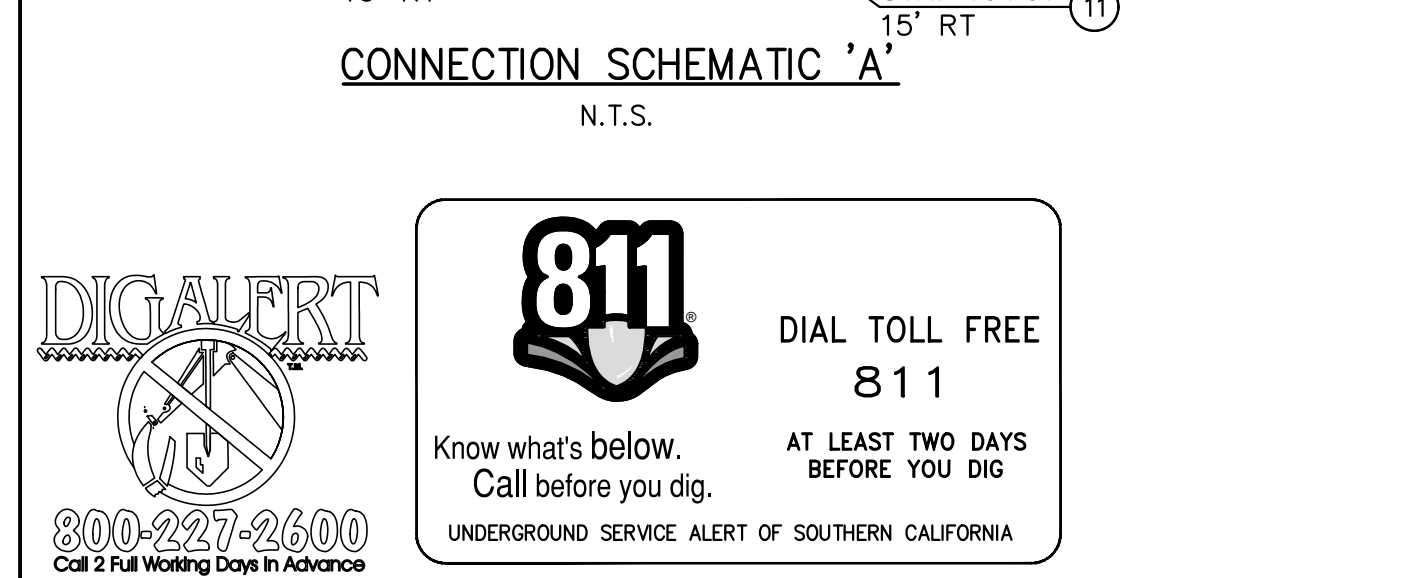 11
15' RT
CONNECTION SCHEMATIC 'A'
N.T.S.
DIGALERT
T.M.
800-227-2600
Call 2 Full Working Days In Advance
811
®
Know what's below.
Call before you dig.
DIAL TOLL FREE
811
AT LEAST TWO DAYS
BEFORE YOU DIG
UNDERGROUND SERVICE ALERT OF SOUTHERN CALIFORNIA